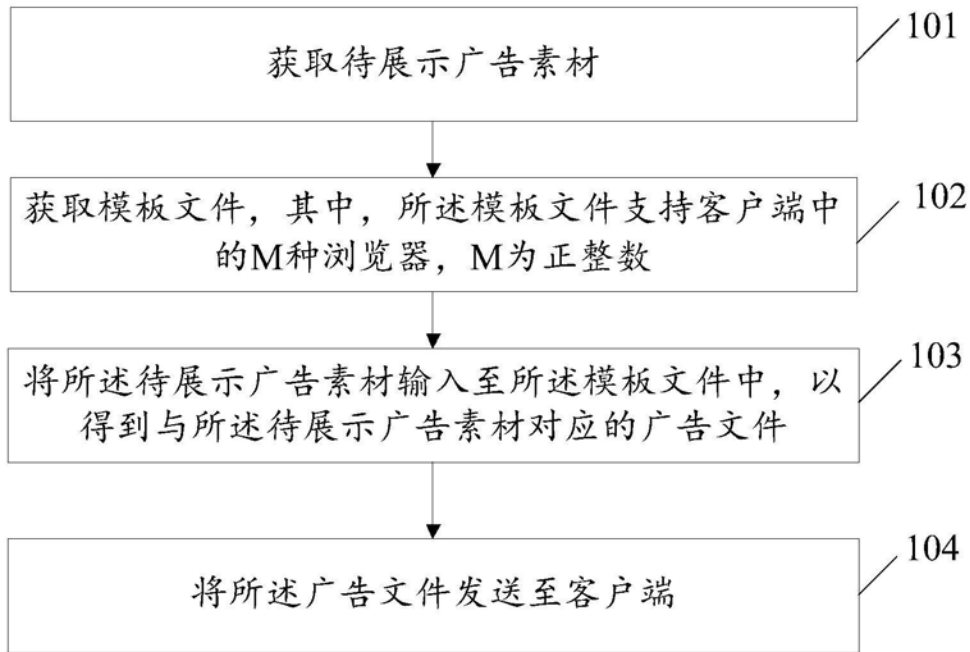 获取待展示广告素材
101
获取模板文件，其中，所述模板文件支持客户端中
的M种浏览器，M为正整数
102
将所述待展示广告素材输入至所述模板文件中，以
得到与所述待展示广告素材对应的广告文件
103
将所述广告文件发送至客户端
104